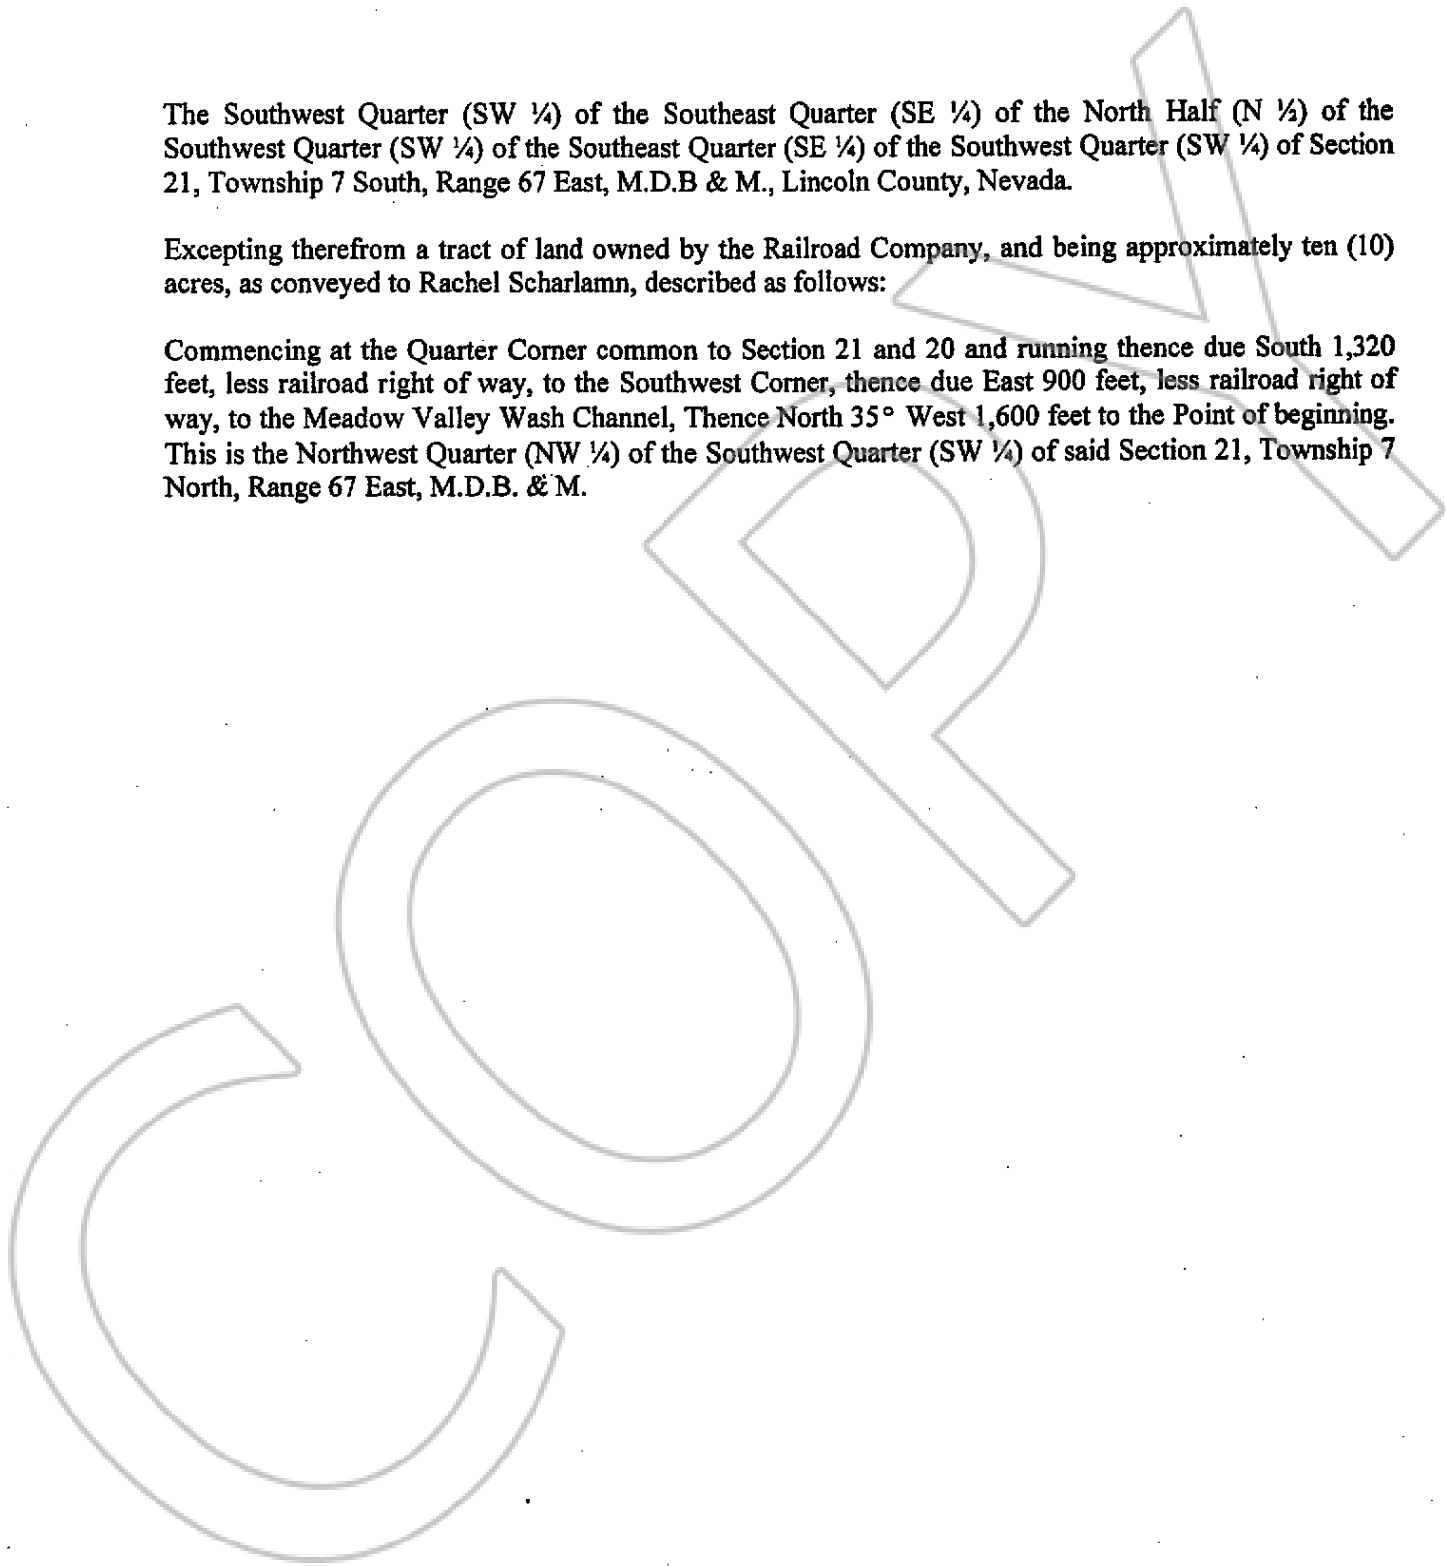 The Southwest Quarter (SW ¼) of the Southeast Quarter (SE ¼) of the North Half (N ½) of the
Southwest Quarter (SW ¼) of the Southeast Quarter (SE ¼) of the Southwest Quarter (SW ¼) of Section
21, Township 7 South, Range 67 East, M.D.B & M., Lincoln County, Nevada.
Excepting therefrom a tract of land owned by the Railroad Company, and being approximately ten (10)
acres, as conveyed to Rachel Scharlamn, described as follows:
Commencing at the Quarter Corner common to Section 21 and 20 and running thence due South 1,320
feet, less railroad right of way, to the Southwest Corner, thence due East 900 feet, less railroad right of
way, to the Meadow Valley Wash Channel, Thence North 35° West 1,600 feet to the Point of beginning.
This is the Northwest Quarter (NW ¼) of the Southwest Quarter (SW ¼) of said Section 21, Township 7
North, Range 67 East, M.D.B. & M.
COPY